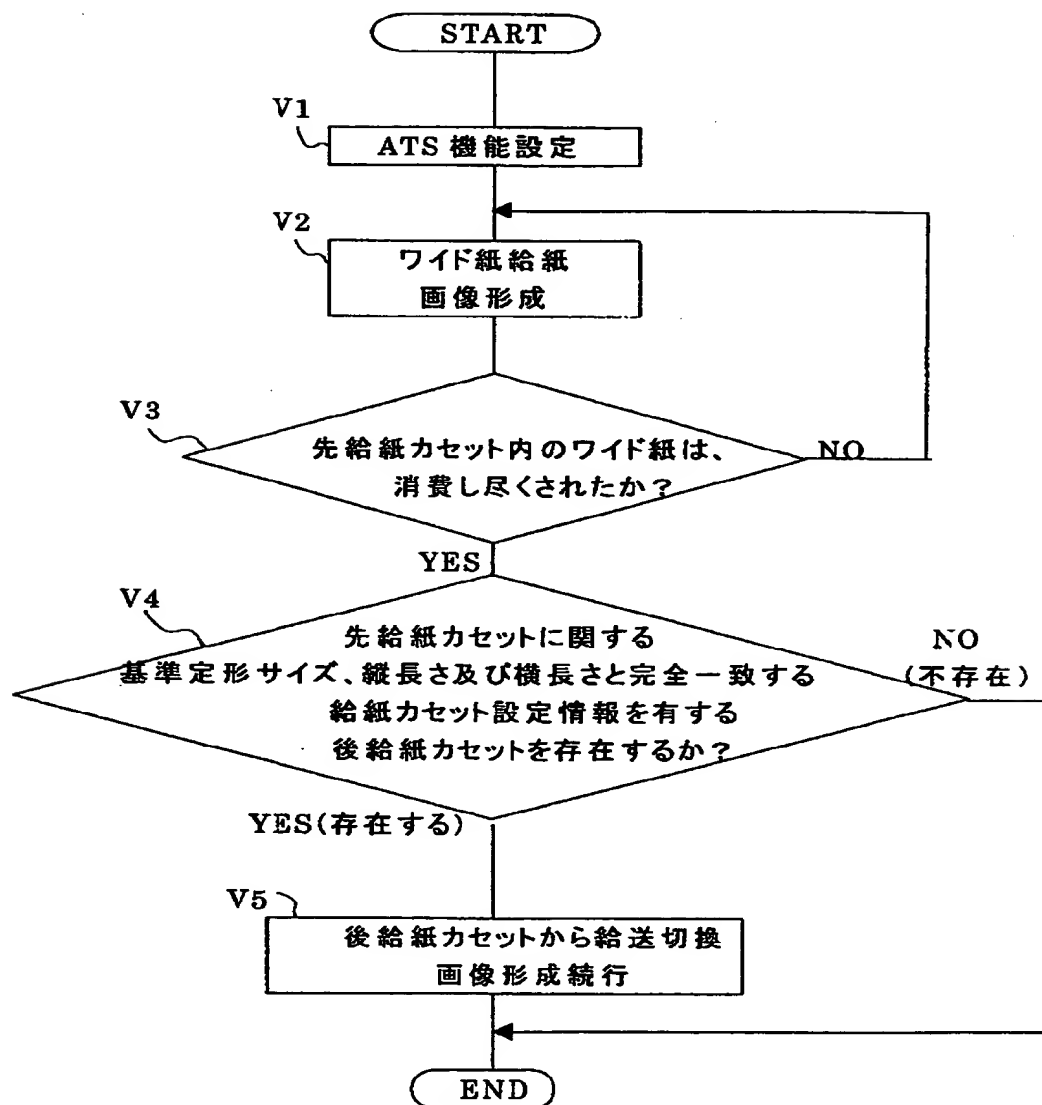 START
V1
ATS 機能設定
V2
ワイド紙給紙
画像形成
V3
先給紙カセット内のワイド紙は、
消費し尽くされたか？
NO
YES
V4
先給紙カセットに関する
基準定形サイズ、縦長さ及び横長さと完全一致する
給紙カセット設定情報を有する
後給紙カセットを存在するか？
NO
(不存在)
YES(存在する)
V5
後給紙カセットから給送切換
画像形成続行
END